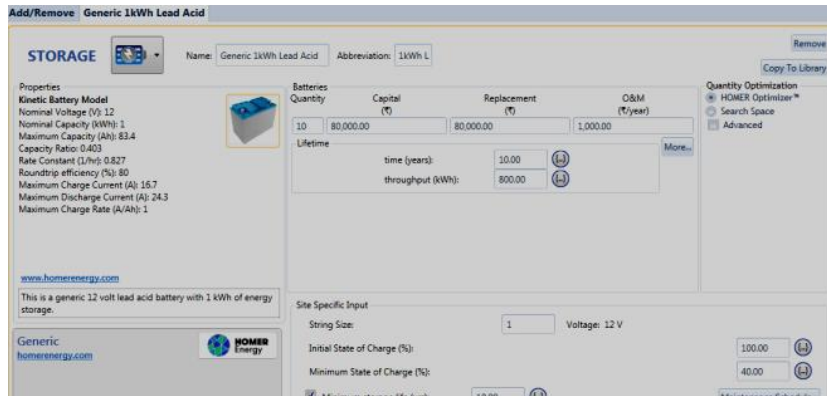 Add/Remove Generic 1kWh Lead Acid
STORAGE Name: Generic 1kWh Lead Acid Abbreviation: 1kWh L
Remove
Copy To Library
Properties
Kinetic Battery Model
Nominal Voltage (V): 12
Nominal Capacity (kWh): 1
Maximum Capacity (Ah): 83.4
Capacity Ratio: 0.403
Rate Constant (1/hr): 0.827
Roundtrip efficiency (%): 80
Maximum Charge Current (A): 16.7
Maximum Discharge Current (A): 24.3
Maximum Charge Rate (A/Ah): 1
www.homerenergy.com
This is a generic 12 volt lead acid battery with 1 kWh of energy
storage.
Generic
homerenergy.com
HOMER
Energy
Batteries
Quantity Capital Replacement O&M
(₹) (₹) (₹/year)
10 80,000.00 80,000.00 1,000.00
Lifetime
More...
time (years): 10.00 (..)
throughput (kWh): 800.00 (..)
Quantity Optimization
HOMER Optimizer™
Search Space
Advanced
Site Specific Input
String Size: 1 Voltage: 12 V
Initial State of Charge (%): 100.00 (..)
Minimum State of Charge (%): 40.00 (..)